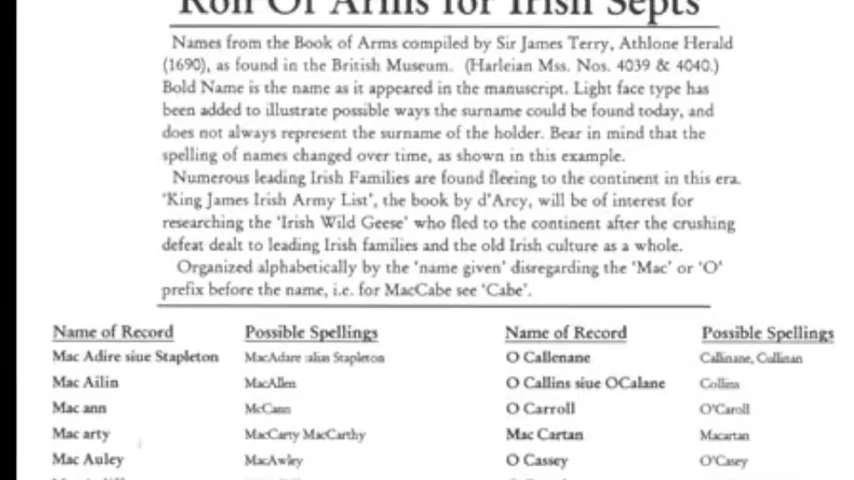 Roll Of Arms for Irish Septs
Names from the Book of Arms compiled by Sir James Terry, Athlone Herald
(1690), as found in the British Museum. (Harleian Mss. Nos. 4039 & 4040.)
Bold Name is the name as it appeared in the manuscript. Light face type has
been added to illustrate possible ways the surname could be found today, and
does not always represent the surname of the holder. Bear in mind that the
spelling of names changed over time, as shown in this example.
Numerous leading Irish Families are found fleeing to the continent in this era.
'King James Irish Army List', the book by d'Arcy, will be of interest for
researching the 'Irish Wild Geese' who fled to the continent after the crushing
defeat dealt to leading Irish families and the old Irish culture as a whole.
Organized alphabetically by the 'name given' disregarding the 'Mac' or 'O'
prefix before the name, i.e. for MacCabe see 'Cabe'.
Name of Record Possible Spellings Name of Record Possible Spellings
Mac Adire siue Stapleton MacAdare alias Stapleton O Callenane Callinane, Cullinan
Mac Ailin MacAllen O Callins siue OCalane Collins
Mac ann McCann O Carroll O'Caroll
Mac arty MacCarty MacCarthy Mac Cartan Macartan
Mac Auley MacAwley O Cassey O'Casey